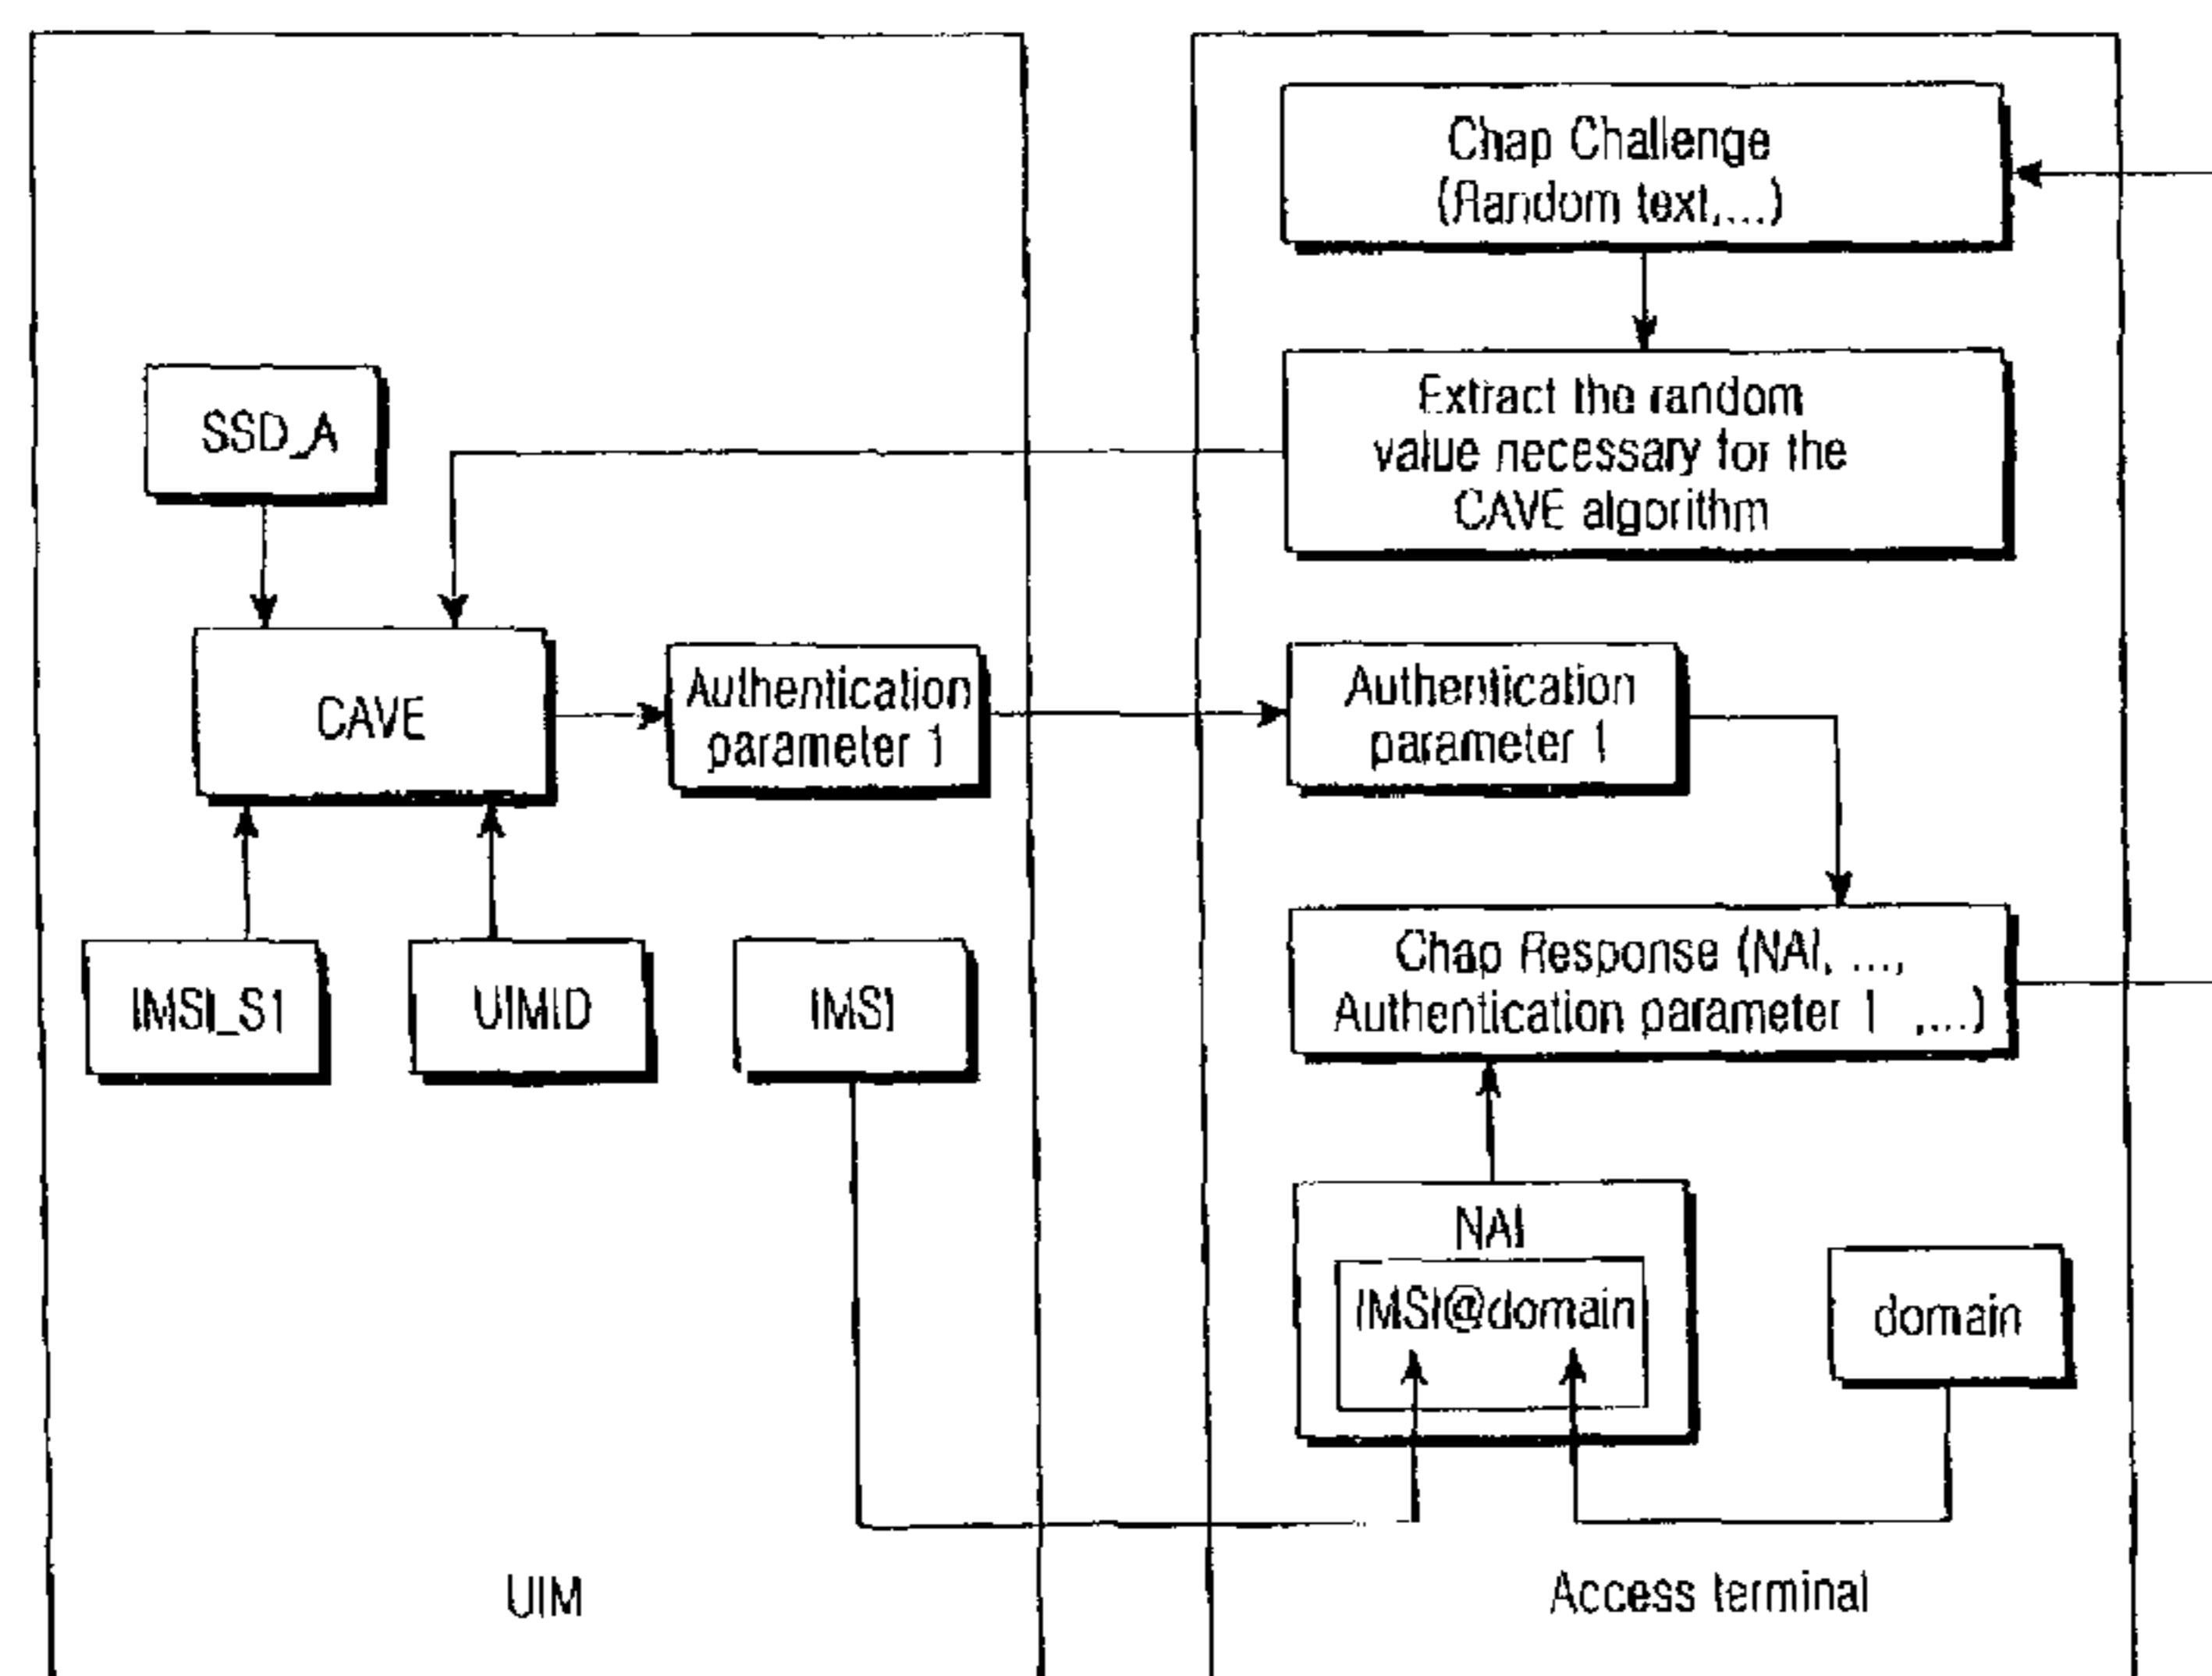 Chap Challenge
(Random text,...)
Extract the random
value necessary for the
CAVE algorithm
SSD_A
CAVE
Authentication
parameter 1
Authentication
parameter 1
IMSI_S1
UIMID
IMSI
Chap Response (NAI, ...,
Authentication parameter 1 ,...)
NAI
IMSI@domain
domain
UIM
Access terminal